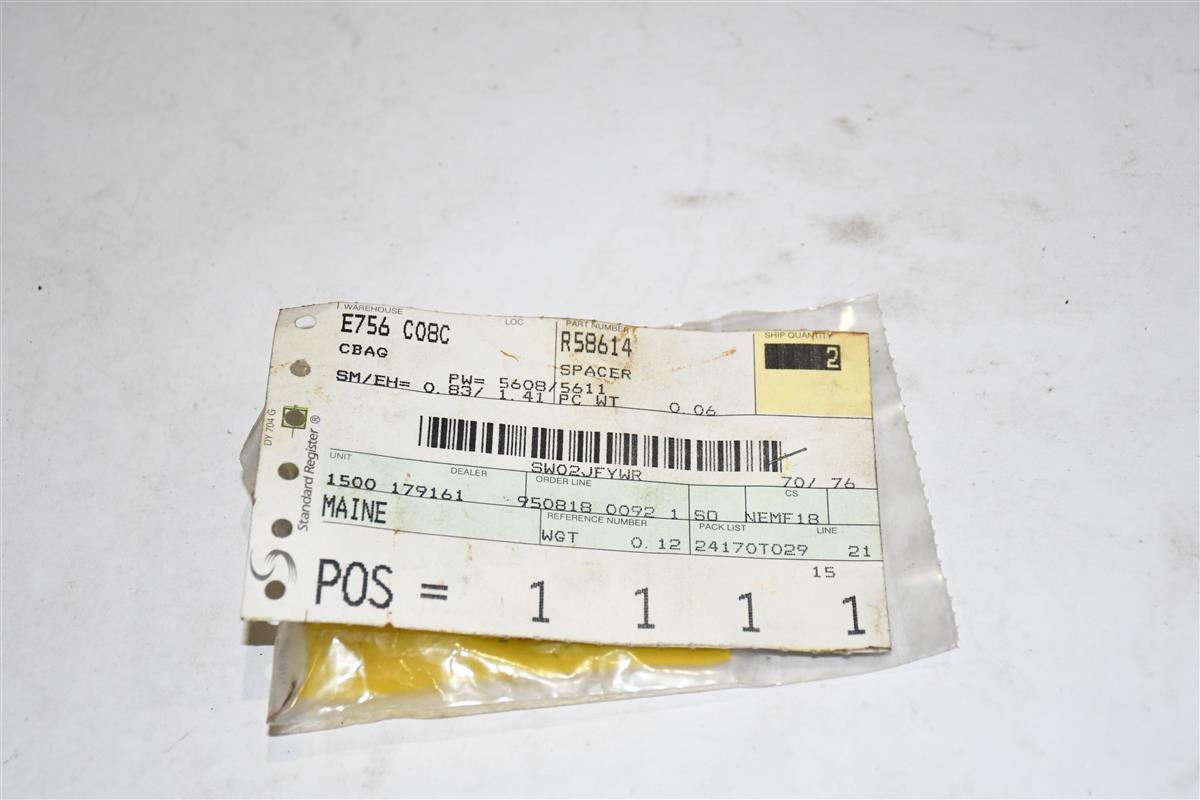 WAREHOUSE LOC PART NUMBER SHIP QUANTITY
E756 C08C R58614 2
CBAG SPACER
PW= 5608/5611
SM/EH= 0.83/ 1.41 PC WT 0.06
DY 704 G
Standard Register ®
SW02JFYWR 70/ 76
UNIT DEALER ORDER LINE CS
1500 179161 950818 0092 1 SO NEMF18
MAINE REFERENCE NUMBER PACK LIST LINE
WGT 0.12 24170T029 21
15
POS = 1 1 1 1